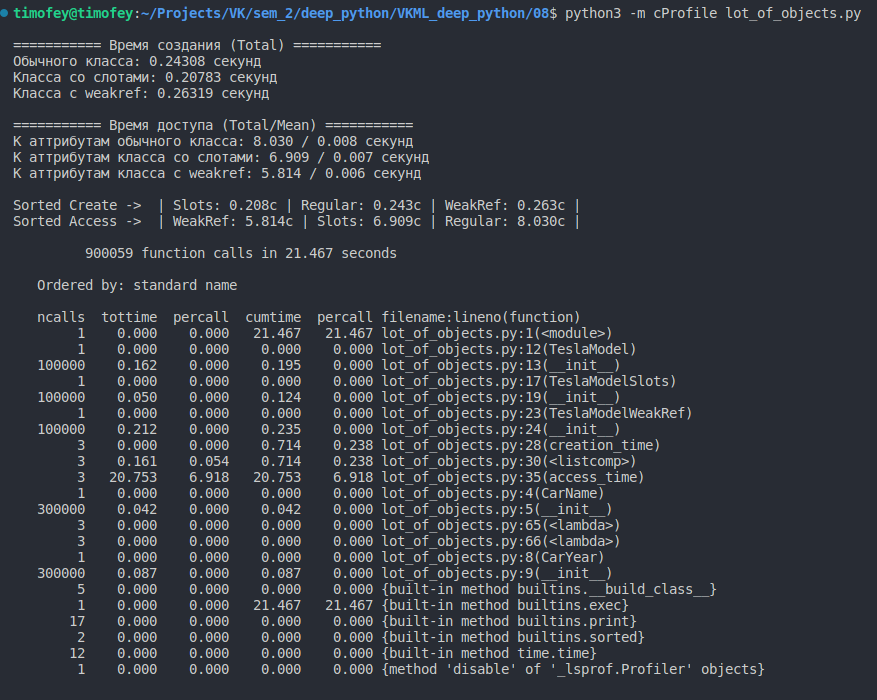 timofey@timofey:~/Projects/VK/sem_2/deep_python/VKML_deep_python/08$ python3 -m cProfile lot_of_objects.py
=========== Время создания (Total) ===========
Обычного класса: 0.24308 секунд
Класса со слотами: 0.20783 секунд
Класса с weakref: 0.26319 секунд
=========== Время доступа (Total/Mean) ===========
К аттрибутам обычного класса: 8.030 / 0.008 секунд
К аттрибутам класса со слотами: 6.909 / 0.007 секунд
К аттрибутам класса с weakref: 5.814 / 0.006 секунд
Sorted Create ->  | Slots: 0.208с | Regular: 0.243с | WeakRef: 0.263с |
Sorted Access ->  | WeakRef: 5.814с | Slots: 6.909с | Regular: 8.030с |
900059 function calls in 21.467 seconds
Ordered by: standard name
ncalls  tottime  percall  cumtime  percall filename:lineno(function)
1    0.000    0.000   21.467   21.467 lot_of_objects.py:1(<module>)
1    0.000    0.000    0.000    0.000 lot_of_objects.py:12(TeslaModel)
100000    0.162    0.000    0.195    0.000 lot_of_objects.py:13(__init__)
1    0.000    0.000    0.000    0.000 lot_of_objects.py:17(TeslaModelSlots)
100000    0.050    0.000    0.124    0.000 lot_of_objects.py:19(__init__)
1    0.000    0.000    0.000    0.000 lot_of_objects.py:23(TeslaModelWeakRef)
100000    0.212    0.000    0.235    0.000 lot_of_objects.py:24(__init__)
3    0.000    0.000    0.714    0.238 lot_of_objects.py:28(creation_time)
3    0.161    0.054    0.714    0.238 lot_of_objects.py:30(<listcomp>)
3   20.753    6.918   20.753    6.918 lot_of_objects.py:35(access_time)
1    0.000    0.000    0.000    0.000 lot_of_objects.py:4(CarName)
300000    0.042    0.000    0.042    0.000 lot_of_objects.py:5(__init__)
3    0.000    0.000    0.000    0.000 lot_of_objects.py:65(<lambda>)
3    0.000    0.000    0.000    0.000 lot_of_objects.py:66(<lambda>)
1    0.000    0.000    0.000    0.000 lot_of_objects.py:8(CarYear)
300000    0.087    0.000    0.087    0.000 lot_of_objects.py:9(__init__)
5    0.000    0.000    0.000    0.000 {built-in method builtins.__build_class__}
1    0.000    0.000   21.467   21.467 {built-in method builtins.exec}
17    0.000    0.000    0.000    0.000 {built-in method builtins.print}
2    0.000    0.000    0.000    0.000 {built-in method builtins.sorted}
12    0.000    0.000    0.000    0.000 {built-in method time.time}
1    0.000    0.000    0.000    0.000 {method 'disable' of '_lsprof.Profiler' objects}